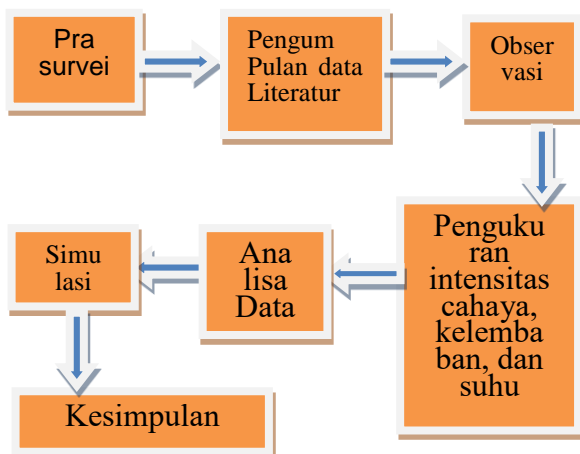 Pra
survei
Pengum
Pulan data
Literatur
Obser
vasi
Penguku
ran
intensitas
cahaya,
kelemba
ban, dan
suhu
Ana
lisa
Data
Simu
lasi
Kesimpulan